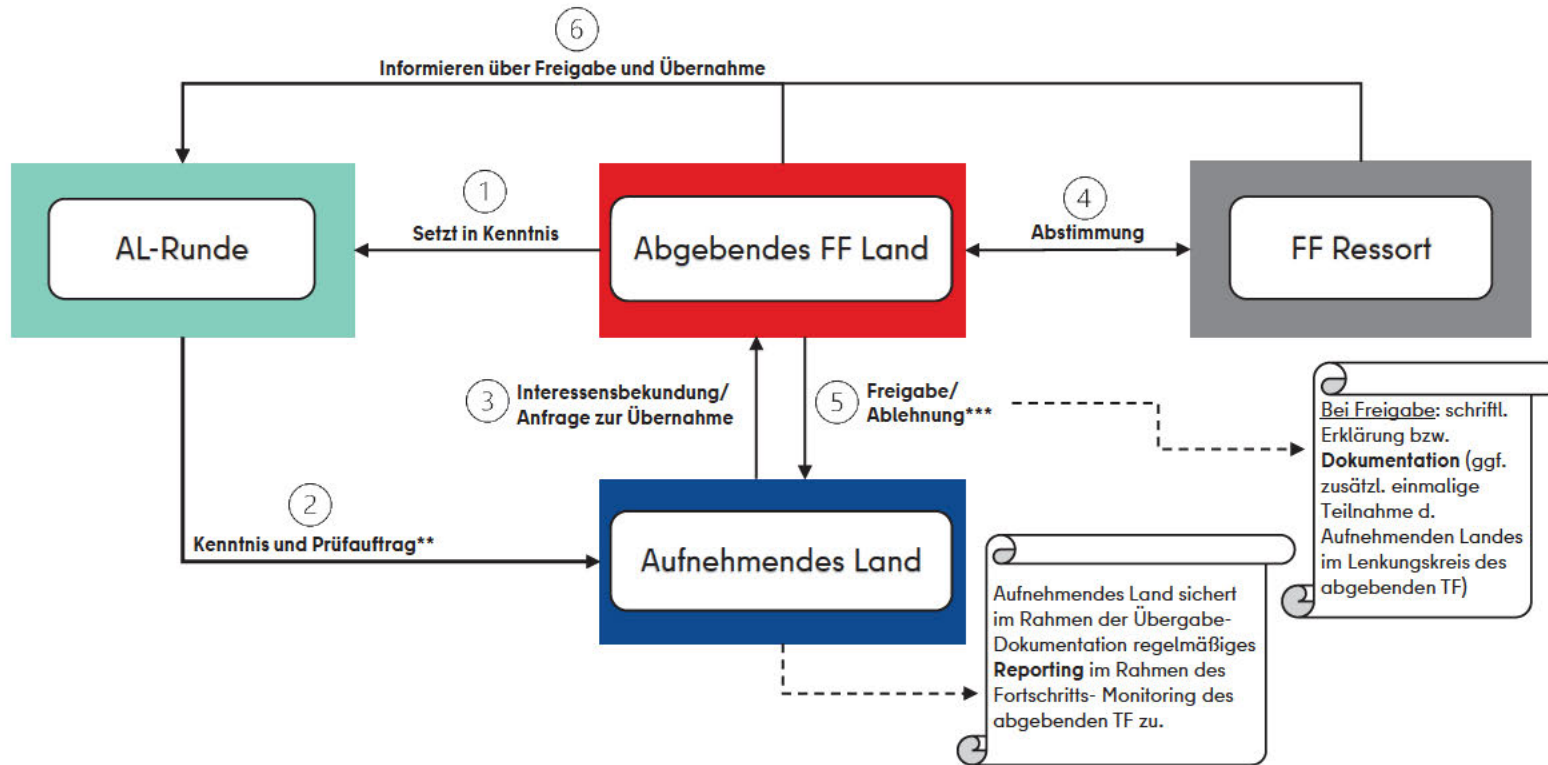 6
Informieren über Freigabe und Übernahme
1
Setzt in Kenntnis
4
Abstimmung
AL-Runde
Abgebendes FF Land
FF Ressort
3
Interessensbekundung/
Anfrage zur Übernahme
5
Freigabe/
Ablehnung***
Bei Freigabe: schriftl.
Erklärung bzw.
Dokumentation (ggf.
zusätzl. einmalige
Teilnahme d.
Aufnehmenden Landes
im Lenkungskreis des
abgebenden TF)
2
Kenntnis und Prüfauftrag**
Aufnehmendes Land
Aufnehmendes Land sichert
im Rahmen der Übergabe-
Dokumentation regelmäßiges
Reporting im Rahmen des
Fortschritts- Monitoring des
abgebenden TF zu.